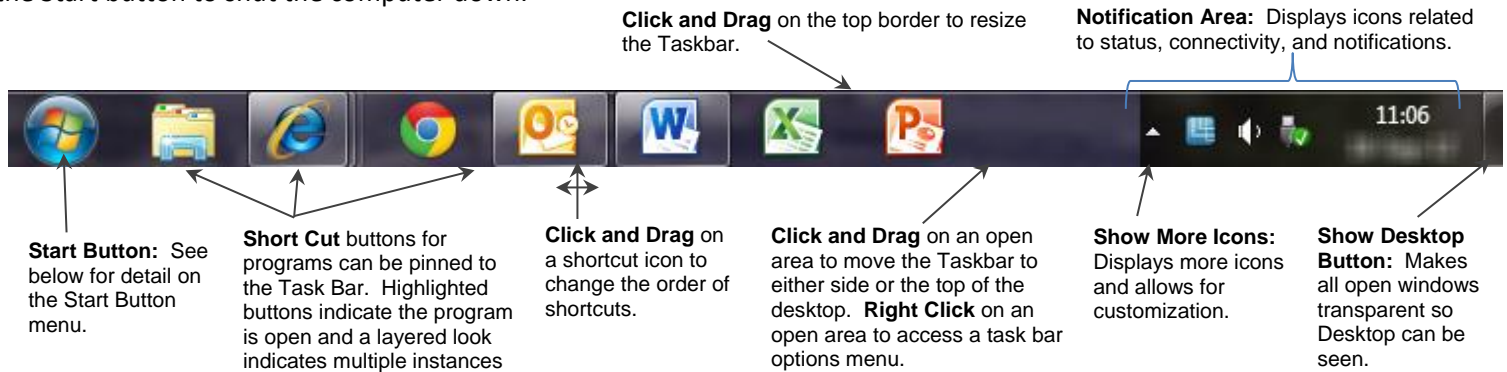 the Start button to shut the computer down.
Click and Drag on the top border to resize
the Taskbar.
Notification Area: Displays icons related
to status, connectivity, and notifications.
11:06
Start Button: See
below for detail on
the Start Button
menu.
Short Cut buttons for
programs can be pinned to
the Task Bar. Highlighted
buttons indicate the program
is open and a layered look
indicates multiple instances
Click and Drag on
a shortcut icon to
change the order of
shortcuts.
Click and Drag on an open
area to move the Taskbar to
either side or the top of the
desktop. Right Click on an
open area to access a task bar
options menu.
Show More Icons:
Displays more icons
and allows for
customization.
Show Desktop
Button: Makes
all open windows
transparent so
Desktop can be
seen.